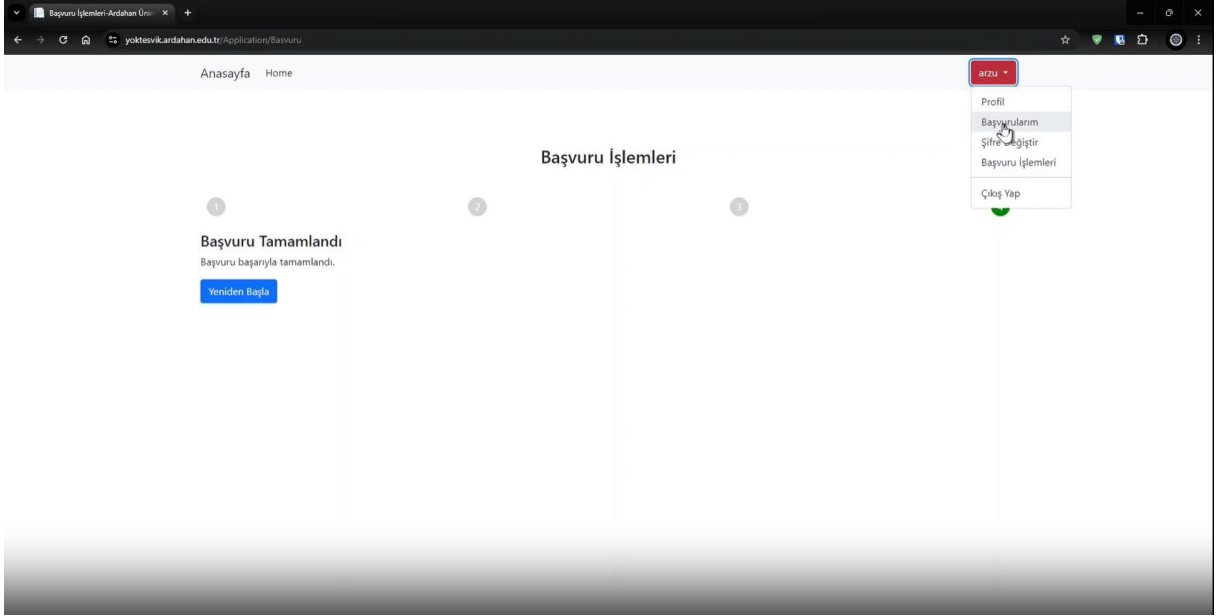 Başvuru İşlemleri-Ardahan Üni
yoktesvik.ardahan.edu.tr/Application/Basvuru
Anasayfa Home arzu
Profil
Başvurularım
Şifre Değiştir
Başvuru İşlemleri
Çıkış Yap
Başvuru İşlemleri
1 2 3
Başvuru Tamamlandı
Başvuru başarıyla tamamlandı.
Yeniden Başla